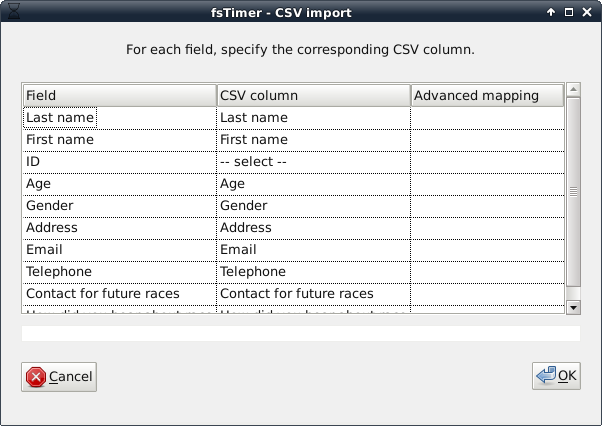 fsTimer - CSV import
For each field, specify the corresponding CSV column.
Field CSV column Advanced mapping
Last name Last name
First name First name
ID -- select --
Age Age
Gender Gender
Address Address
Email Email
Telephone Telephone
Contact for future races Contact for future races
Cancel OK